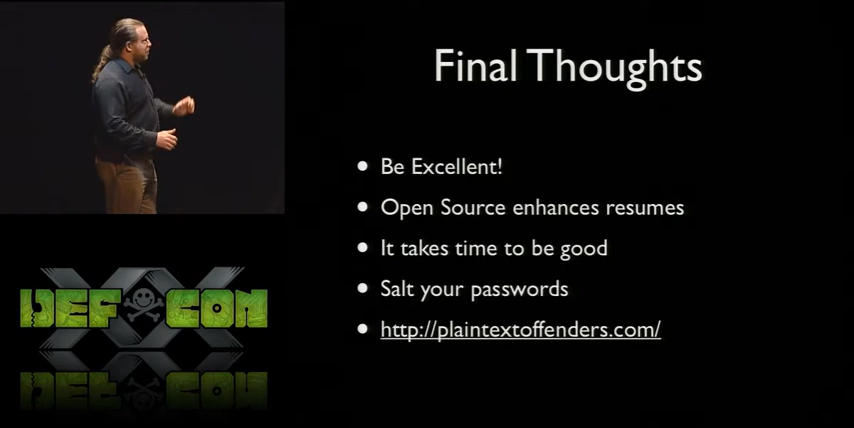 Final Thoughts
• Be Excellent!
• Open Source enhances resumes
• It takes time to be good
• Salt your passwords
• http://plaintextoffenders.com/
XX
DEF CON